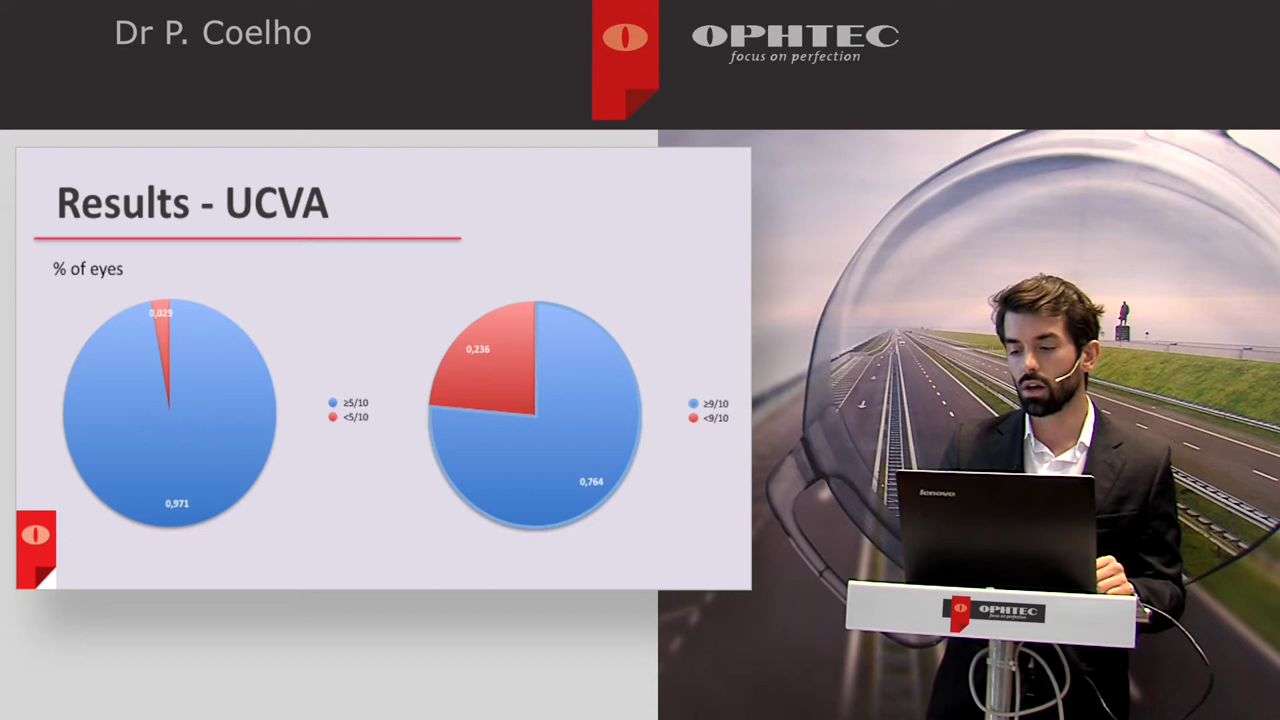 Dr P. Coelho
OPHTEC
focus on perfection
Results - UCVA
% of eyes
0,029
0,971
≥5/10
<5/10
0,236
0,764
≥9/10
<9/10
lenovo
OPHTEC
focus on perfection